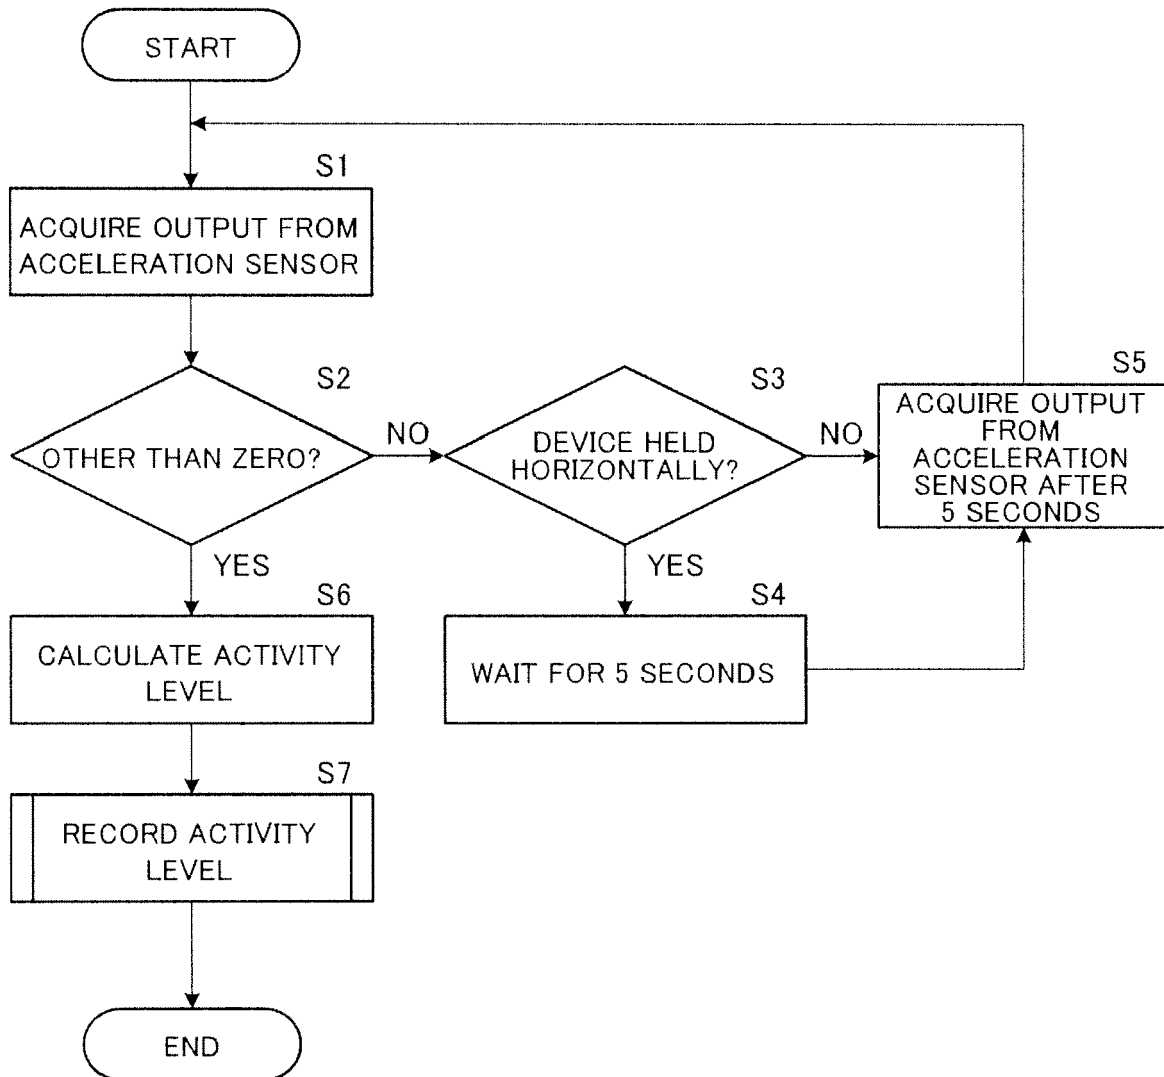 START
S1
ACQUIRE OUTPUT FROM
ACCELERATION SENSOR
S2
OTHER THAN ZERO?
NO
YES
S3
DEVICE HELD
HORIZONTALLY?
NO
YES
S5
ACQUIRE OUTPUT
FROM
ACCELERATION
SENSOR AFTER
5 SECONDS
S4
WAIT FOR 5 SECONDS
S6
CALCULATE ACTIVITY
LEVEL
S7
RECORD ACTIVITY
LEVEL
END